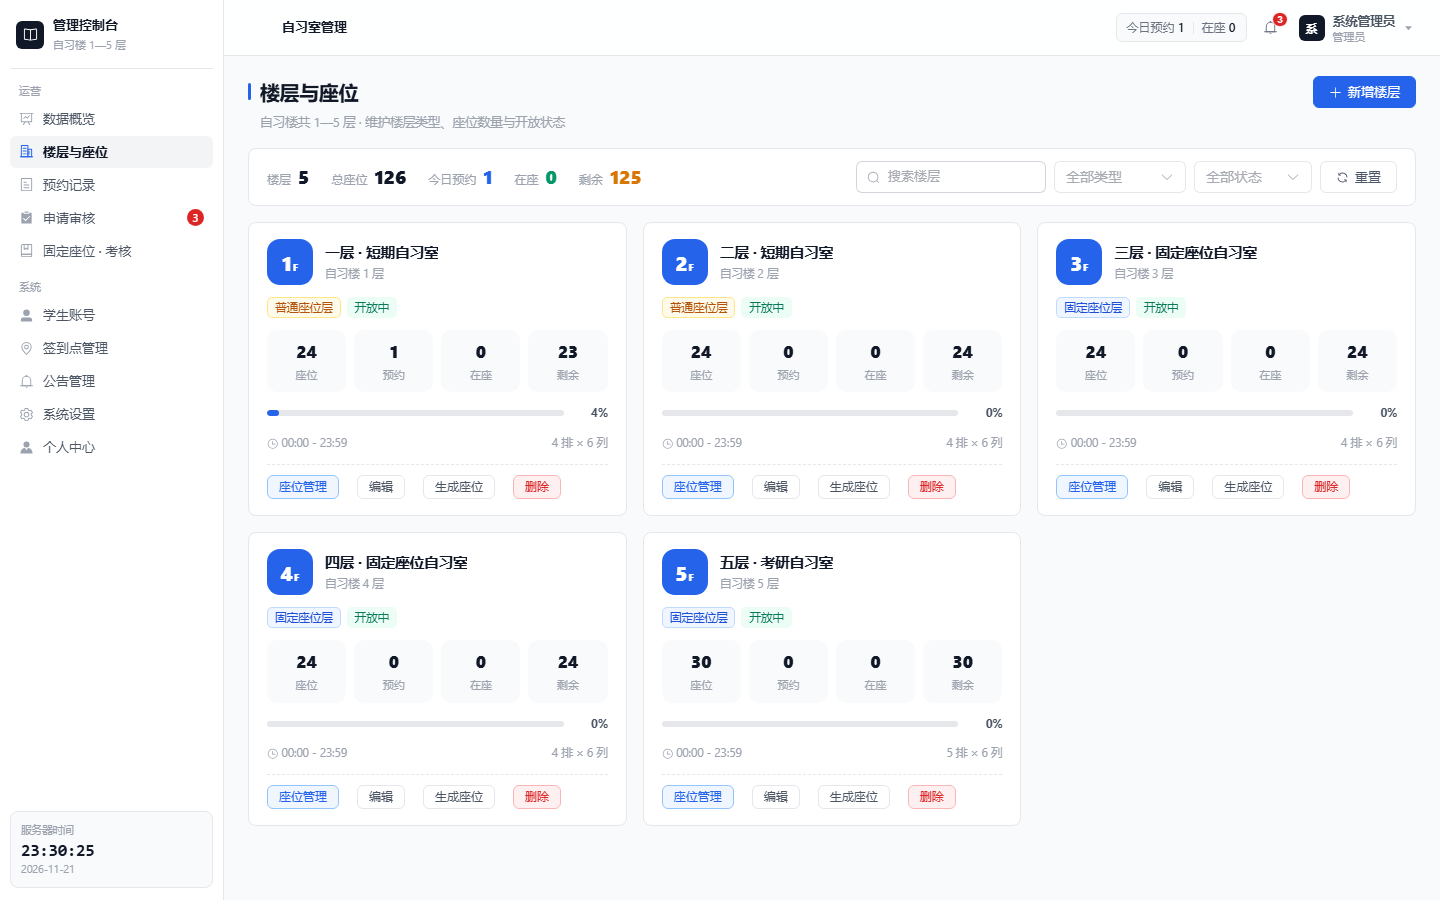 管理控制台
自习楼 1—5 层
运营
数据概览
楼层与座位
预约记录
申请审核 3
固定座位 · 考核
系统
学生账号
签到点管理
公告管理
系统设置
个人中心
服务器时间
23:30:25
2026-11-21
自习室管理
今日预约 1 在座 0
3
系 系统管理员
管理员
楼层与座位
自习楼共 1—5 层 · 维护楼层类型、座位数量与开放状态
新增楼层
楼层 5 总座位 126 今日预约 1 在座 0 剩余 125
搜索楼层 全部类型 全部状态 重置
1F 一层 · 短期自习室
自习楼 1 层
普通座位层 开放中
24 1 0 23
座位 预约 在座 剩余
4%
00:00 - 23:59 4 排 × 6 列
座位管理 编辑 生成座位 删除
2F 二层 · 短期自习室
自习楼 2 层
普通座位层 开放中
24 0 0 24
座位 预约 在座 剩余
0%
00:00 - 23:59 4 排 × 6 列
座位管理 编辑 生成座位 删除
3F 三层 · 固定座位自习室
自习楼 3 层
固定座位层 开放中
24 0 0 24
座位 预约 在座 剩余
0%
00:00 - 23:59 4 排 × 6 列
座位管理 编辑 生成座位 删除
4F 四层 · 固定座位自习室
自习楼 4 层
固定座位层 开放中
24 0 0 24
座位 预约 在座 剩余
0%
00:00 - 23:59 4 排 × 6 列
座位管理 编辑 生成座位 删除
5F 五层 · 考研自习室
自习楼 5 层
固定座位层 开放中
30 0 0 30
座位 预约 在座 剩余
0%
00:00 - 23:59 5 排 × 6 列
座位管理 编辑 生成座位 删除